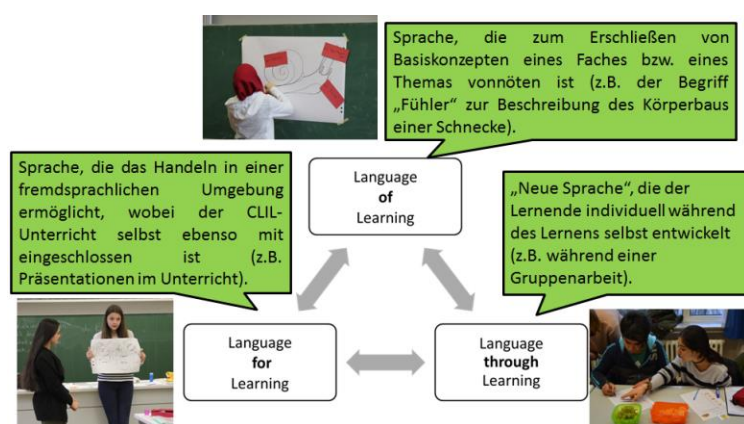 Sprache, die zum Erschließen von
Basiskonzepten eines Faches bzw. eines
Themas vonnöten ist (z.B. der Begriff
„Fühler“ zur Beschreibung des Körperbaus
einer Schnecke).
Sprache, die das Handeln in einer
fremdsprachlichen Umgebung
ermöglicht, wobei der CLIL-
Unterricht selbst ebenso mit
eingeschlossen ist (z.B.
Präsentationen im Unterricht).
Language
of
Learning
„Neue Sprache“, die der
Lernende individuell während
des Lernens selbst entwickelt
(z.B. während einer
Gruppenarbeit).
Language
for
Learning
Language
through
Learning